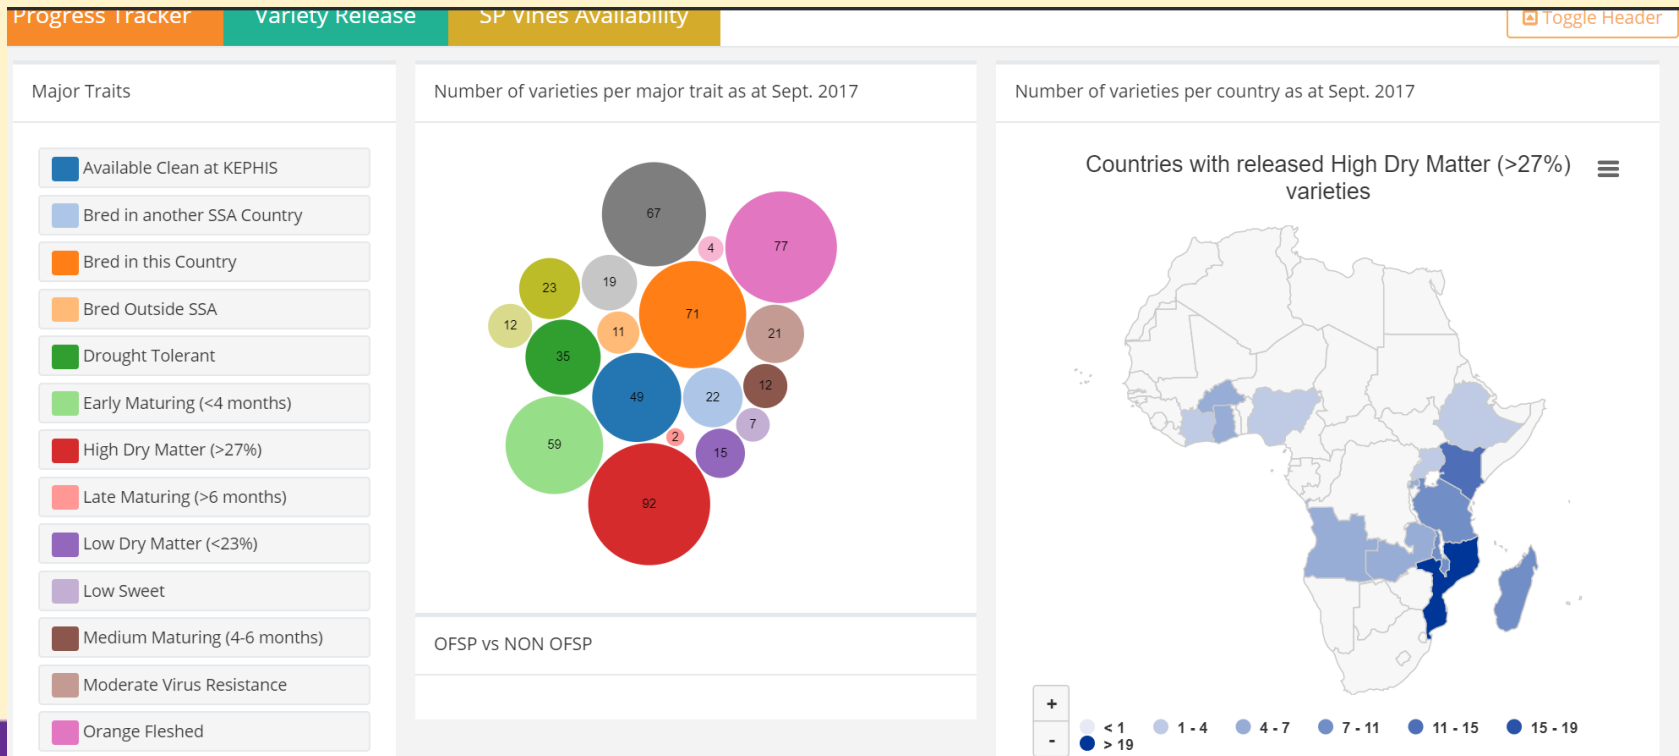 Progress Tracker
Variety Release
SP Vines Availability
Toggle Header
Major Traits
Available Clean at KEPHIS
Bred in another SSA Country
Bred in this Country
Bred Outside SSA
Drought Tolerant
Early Maturing (<4 months)
High Dry Matter (>27%)
Late Maturing (>6 months)
Low Dry Matter (<23%)
Low Sweet
Medium Maturing (4-6 months)
Moderate Virus Resistance
Orange Fleshed
Number of varieties per major trait as at Sept. 2017
67
4
77
23
19
12
11
71
21
35
49
22
12
7
2
15
59
92
OFSP vs NON OFSP
Number of varieties per country as at Sept. 2017
Countries with released High Dry Matter (>27%)
varieties
+
-
< 1
1 - 4
4 - 7
7 - 11
11 - 15
15 - 19
> 19